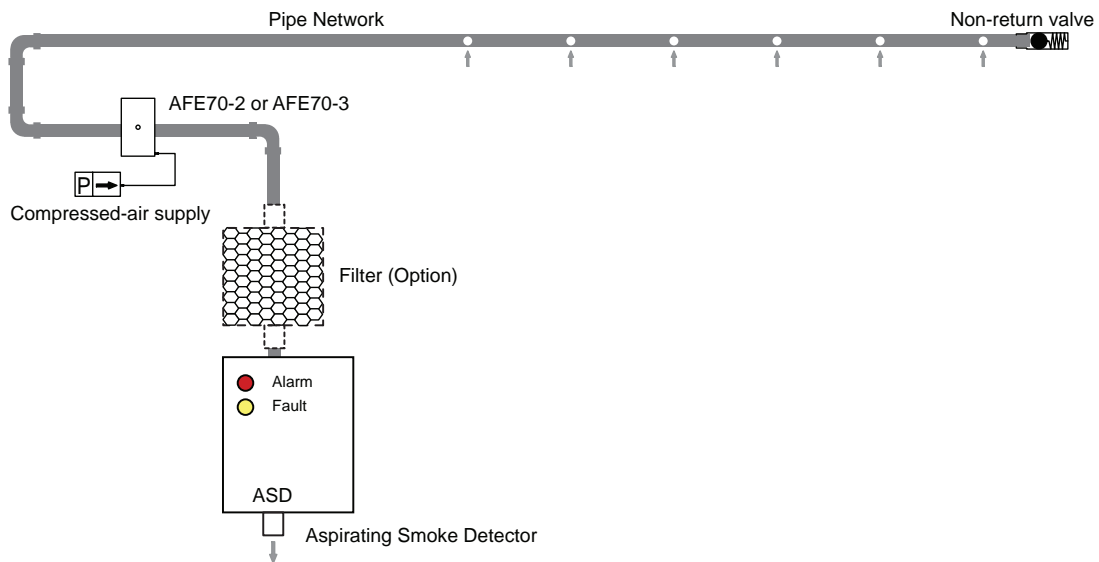 Pipe Network
Non-return valve
AFE70-2 or AFE70-3
P
Compressed-air supply
Filter (Option)
Alarm
Fault
ASD
Aspirating Smoke Detector